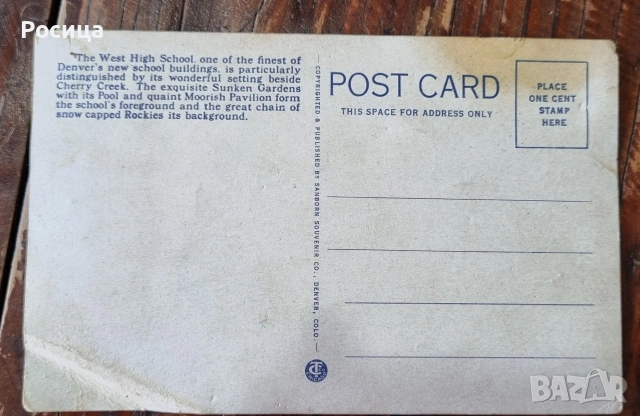 Росица
"The West High School, one of the finest of
Denver's new school buildings, is particularly
distinguished by its wonderful setting beside
Cherry Creek. The exquisite Sunken Gardens
with its Pool and quaint Moorish Pavilion form
the school's foreground and the great chain of
snow capped Rockies its background.
— COPYRIGHTED & PUBLISHED BY SANBORN SOUVENIR CO., DENVER, COLO. —
POST CARD
THIS SPACE FOR ADDRESS ONLY
PLACE
ONE CENT
STAMP
HERE
CHICAGO
BAZAR.BG